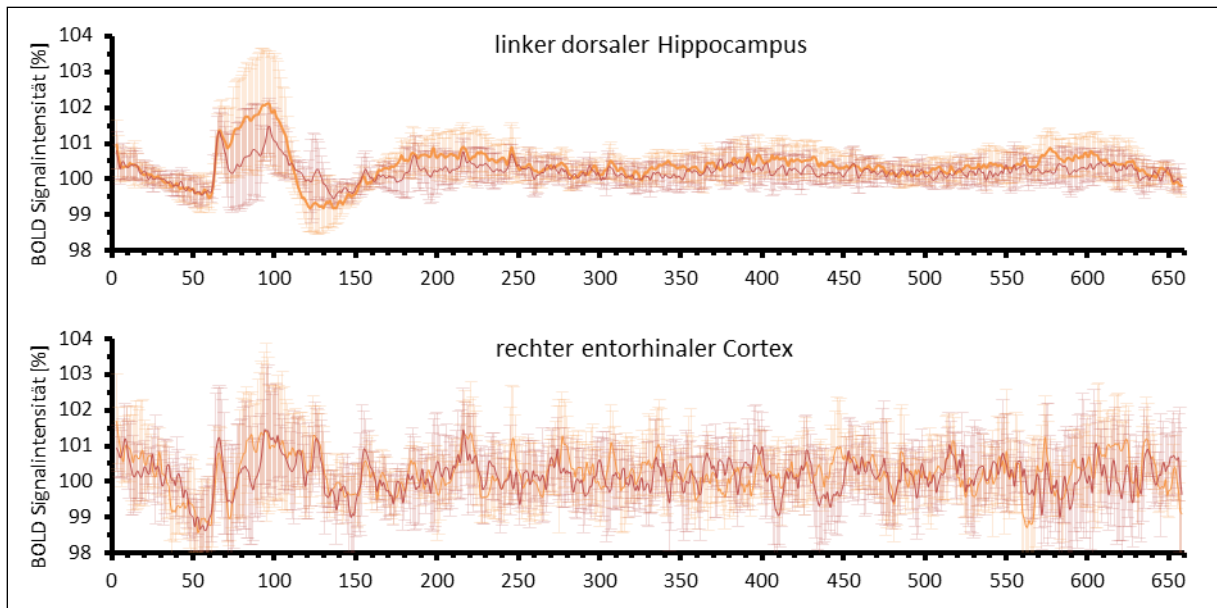 linker dorsaler Hippocampus
BOLD Signalintensität [%]
104
103
102
101
100
99
98
0 50 100 150 200 250 300 350 400 450 500 550 600 650
rechter entorhinaler Cortex
BOLD Signalintensität [%]
104
103
102
101
100
99
98
0 50 100 150 200 250 300 350 400 450 500 550 600 650